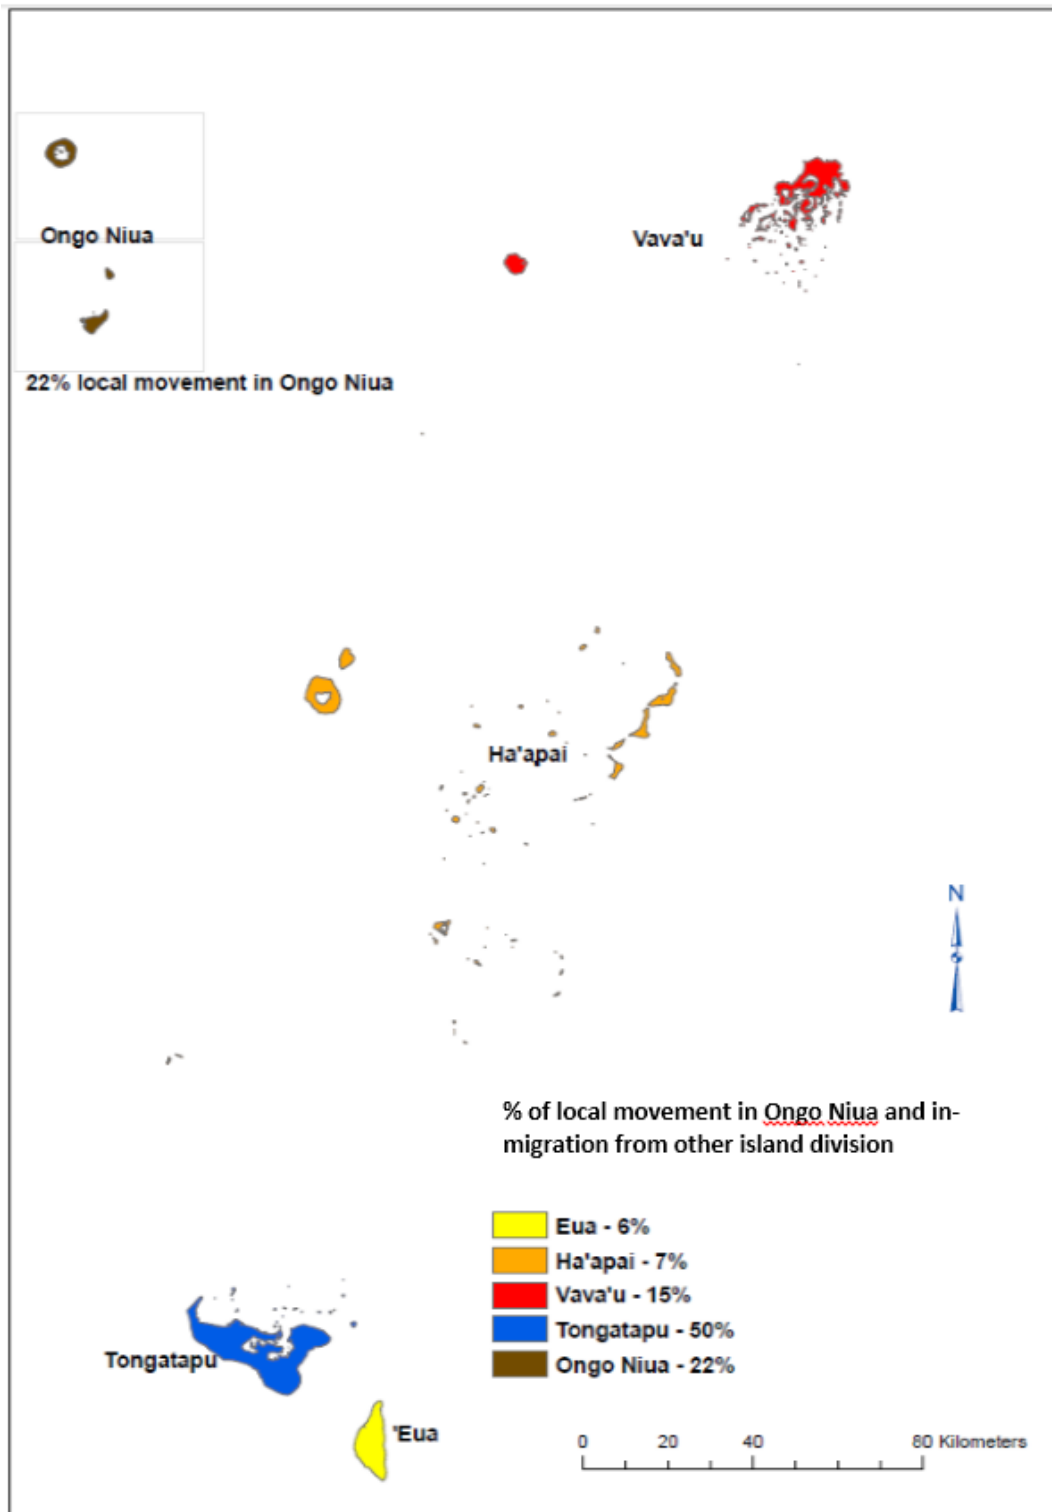 Ongo Niua
Vava'u
22% local movement in Ongo Niua
Ha'apai
N
% of local movement in Ongo Niua and in-
migration from other island division
Eua - 6%
Ha'apai - 7%
Vava'u - 15%
Tongatapu - 50%
Ongo Niua - 22%
Tongatapu
'Eua
0 20 40 80 Kilometers